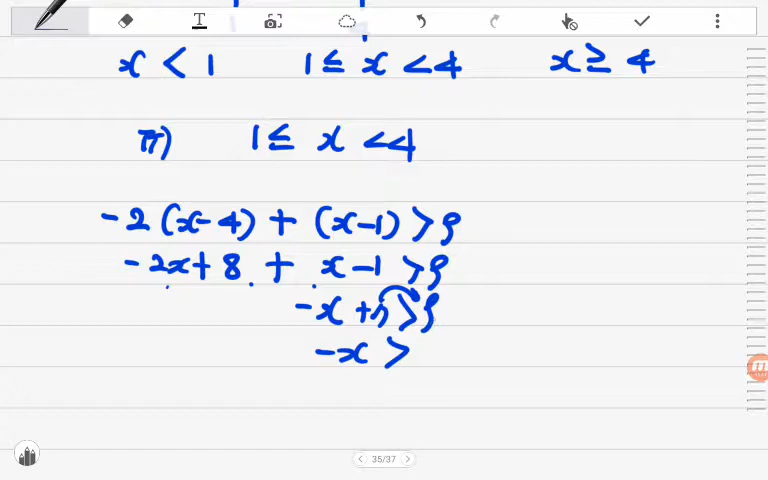 T
x < 1 1 ≤ x < 4 x ≥ 4
II) 1 ≤ x < 4
-2(x-4) + (x-1) > 9
-2x + 8 + x - 1 > 9
-x + 7 > 9
-x >
35/37